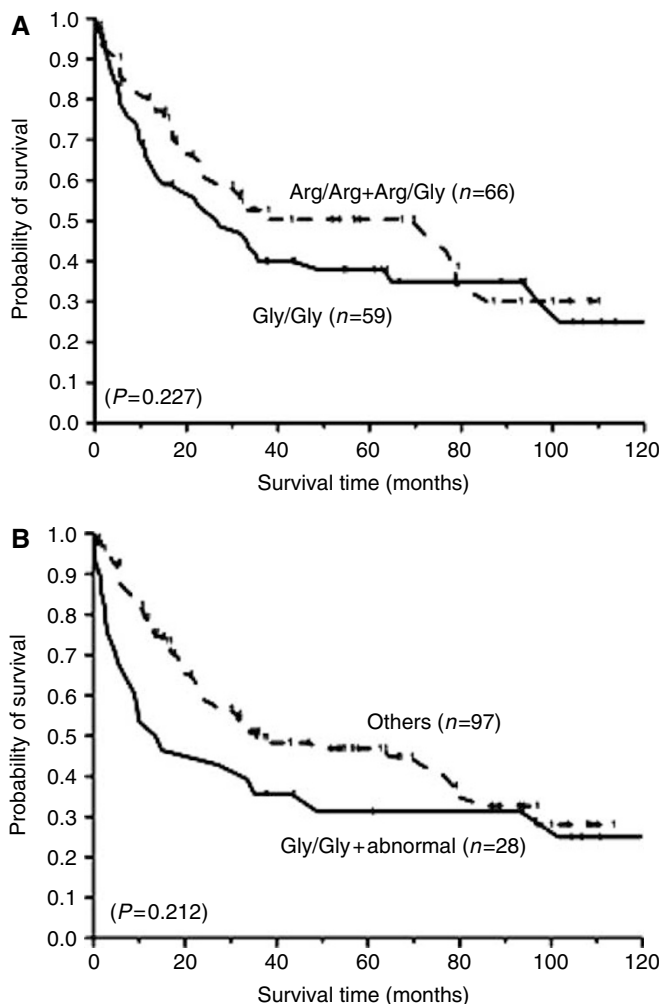 A
Probability of survival
1.0
0.9
0.8
0.7
0.6
0.5
0.4
0.3
0.2
0.1
0.0
Arg/Arg+Arg/Gly (n=66)
Gly/Gly (n=59)
(P=0.227)
0 20 40 60 80 100 120
Survival time (months)
B
Probability of survival
1.0
0.9
0.8
0.7
0.6
0.5
0.4
0.3
0.2
0.1
0.0
Others (n=97)
Gly/Gly+abnormal (n=28)
(P=0.212)
0 20 40 60 80 100 120
Survival time (months)